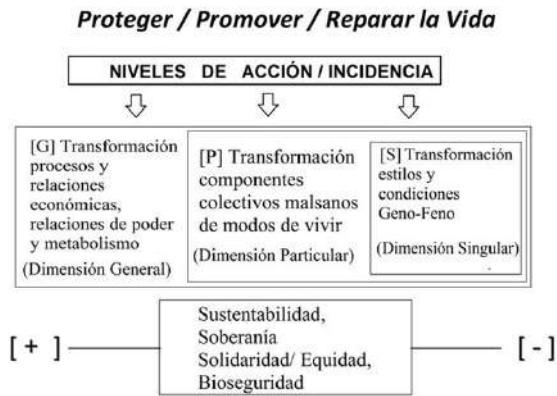 Proteger / Promover / Reparar la Vida
NIVELES DE ACCIÓN / INCIDENCIA
[G] Transformación
procesos y
relaciones
económicas,
relaciones de poder
y metabolismo
(Dimensión General)
[P] Transformación
componentes
colectivos malsanos
de modos de vivir
(Dimensión Particular)
[S] Transformación
estilos y
condiciones
Geno-Feno
(Dimensión Singular)
[ + ]
Sustentabilidad,
Soberanía
Solidaridad/ Equidad,
Bioseguridad
[ - ]